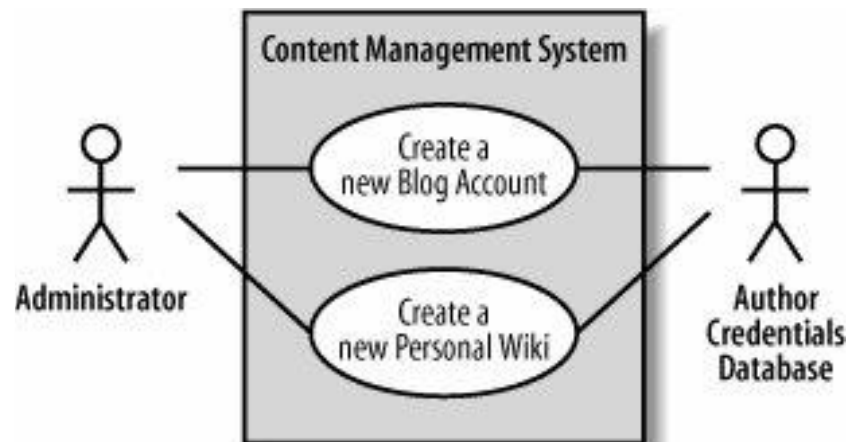 Content Management System
Create a
new Blog Account
Administrator
Create a
new Personal Wiki
Author
Credentials
Database